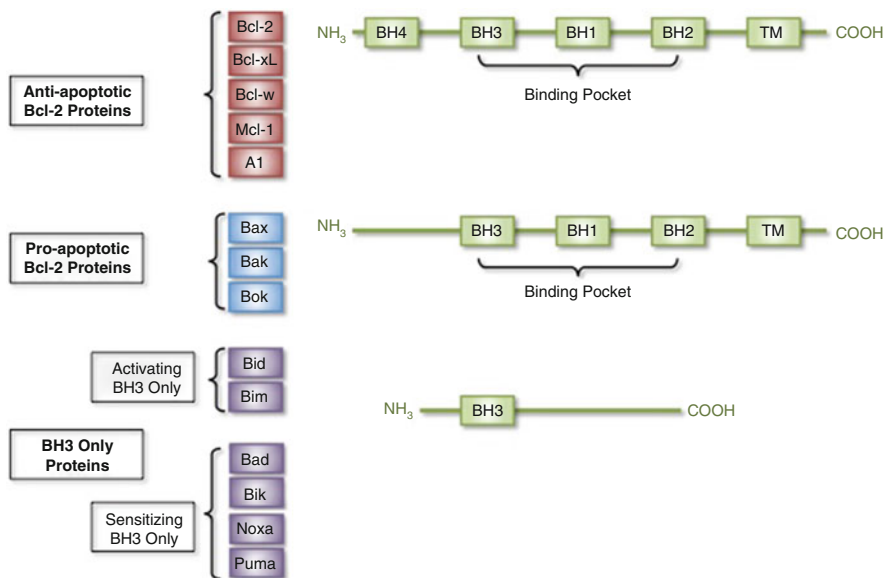 Anti-apoptotic
Bcl-2 Proteins
Bcl-2
Bcl-xL
Bcl-w
Mcl-1
A1
NH3 BH4 BH3 BH1 BH2 TM COOH
Binding Pocket
Pro-apoptotic
Bcl-2 Proteins
Bax
Bak
Bok
NH3 BH3 BH1 BH2 TM COOH
Binding Pocket
Activating
BH3 Only
Bid
Bim
NH3 BH3 COOH
BH3 Only
Proteins
Sensitizing
BH3 Only
Bad
Bik
Noxa
Puma